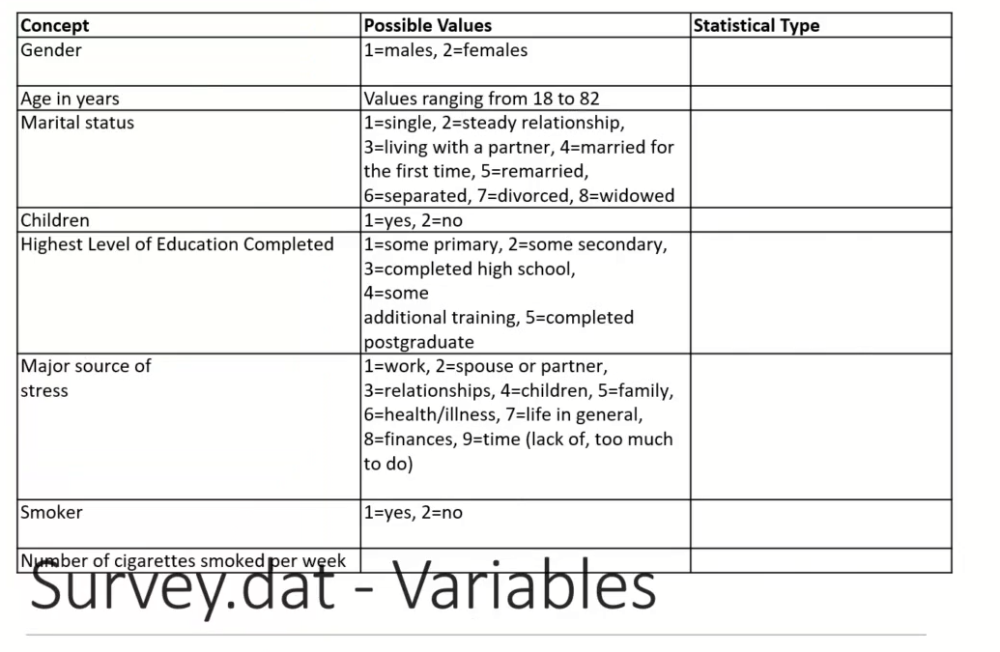 Concept Possible Values Statistical Type
Gender 1=males, 2=females
Age in years Values ranging from 18 to 82
Marital status 1=single, 2=steady relationship,
3=living with a partner, 4=married for
the first time, 5=remarried,
6=separated, 7=divorced, 8=widowed
Children 1=yes, 2=no
Highest Level of Education Completed 1=some primary, 2=some secondary,
3=completed high school,
4=some
additional training, 5=completed
postgraduate
Major source of 1=work, 2=spouse or partner,
stress 3=relationships, 4=children, 5=family,
6=health/illness, 7=life in general,
8=finances, 9=time (lack of, too much
to do)
Smoker 1=yes, 2=no
Number of cigarettes smoked per week
Survey.dat - Variables